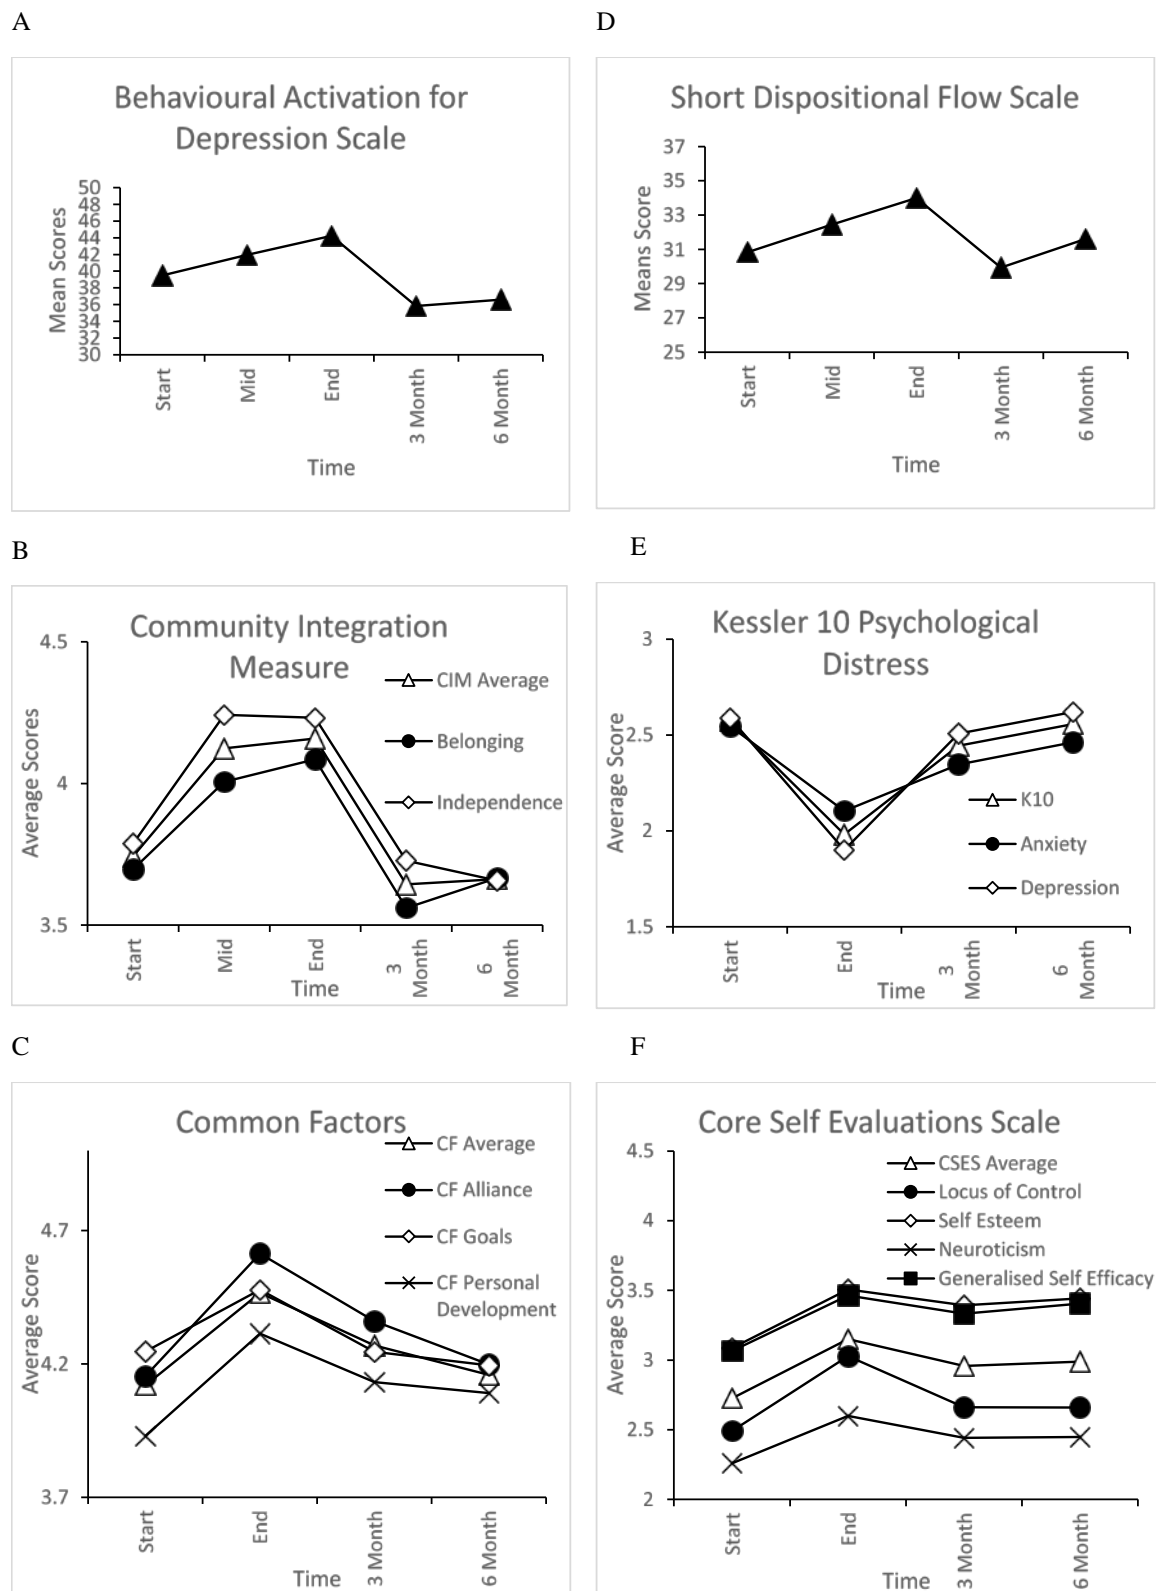 A
Behavioural Activation for
Depression Scale
Mean Scores
50
48
46
44
42
40
38
36
34
32
30
Start
Mid
End
3 Month
6 Month
Time
D
Short Dispositional Flow Scale
Means Score
37
35
33
31
29
27
25
Start
Mid
End
3 Month
6 Month
Time
B
Community Integration
Measure
Average Scores
4.5
4
3.5
CIM Average
Belonging
Independence
Start
Mid
End
3
Month
6
Month
Time
E
Kessler 10 Psychological
Distress
Average Score
3
2.5
2
1.5
K10
Anxiety
Depression
Start
End
3
Month
6
Month
Time
C
Common Factors
Average Score
4.7
4.2
3.7
CF Average
CF Alliance
CF Goals
CF Personal
Development
Start
End
3 Month
6 Month
Time
F
Core Self Evaluations Scale
Average Score
4.5
4
3.5
3
2.5
2
CSES Average
Locus of Control
Self Esteem
Neuroticism
Generalised Self Efficacy
Start
End
3 Month
6 Month
Time